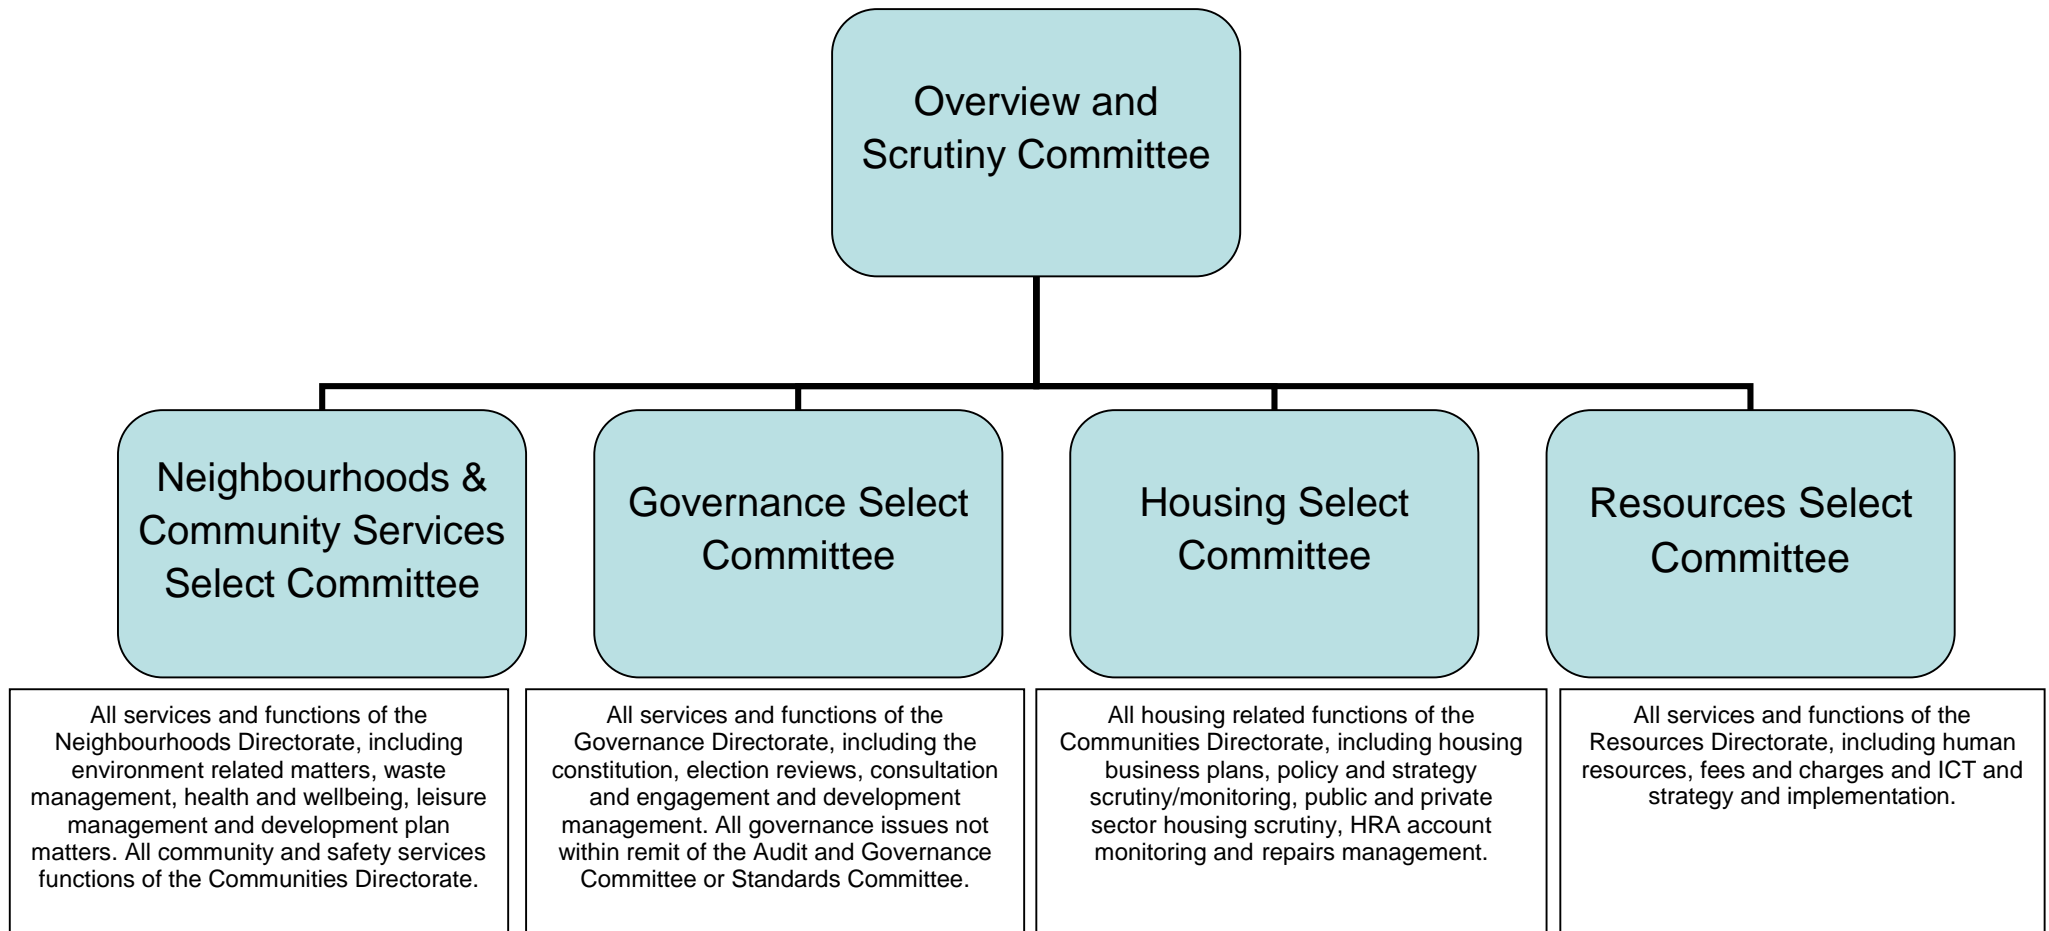 Overview and
Scrutiny Committee
Neighbourhoods &
Community Services
Select Committee
Governance Select
Committee
Housing Select
Committee
Resources Select
Committee
All services and functions of the
Neighbourhoods Directorate, including
environment related matters, waste
management, health and wellbeing, leisure
management and development plan
matters. All community and safety services
functions of the Communities Directorate.
All services and functions of the
Governance Directorate, including the
constitution, election reviews, consultation
and engagement and development
management. All governance issues not
within remit of the Audit and Governance
Committee or Standards Committee.
All housing related functions of the
Communities Directorate, including housing
business plans, policy and strategy
scrutiny/monitoring, public and private
sector housing scrutiny, HRA account
monitoring and repairs management.
All services and functions of the
Resources Directorate, including human
resources, fees and charges and ICT and
strategy and implementation.